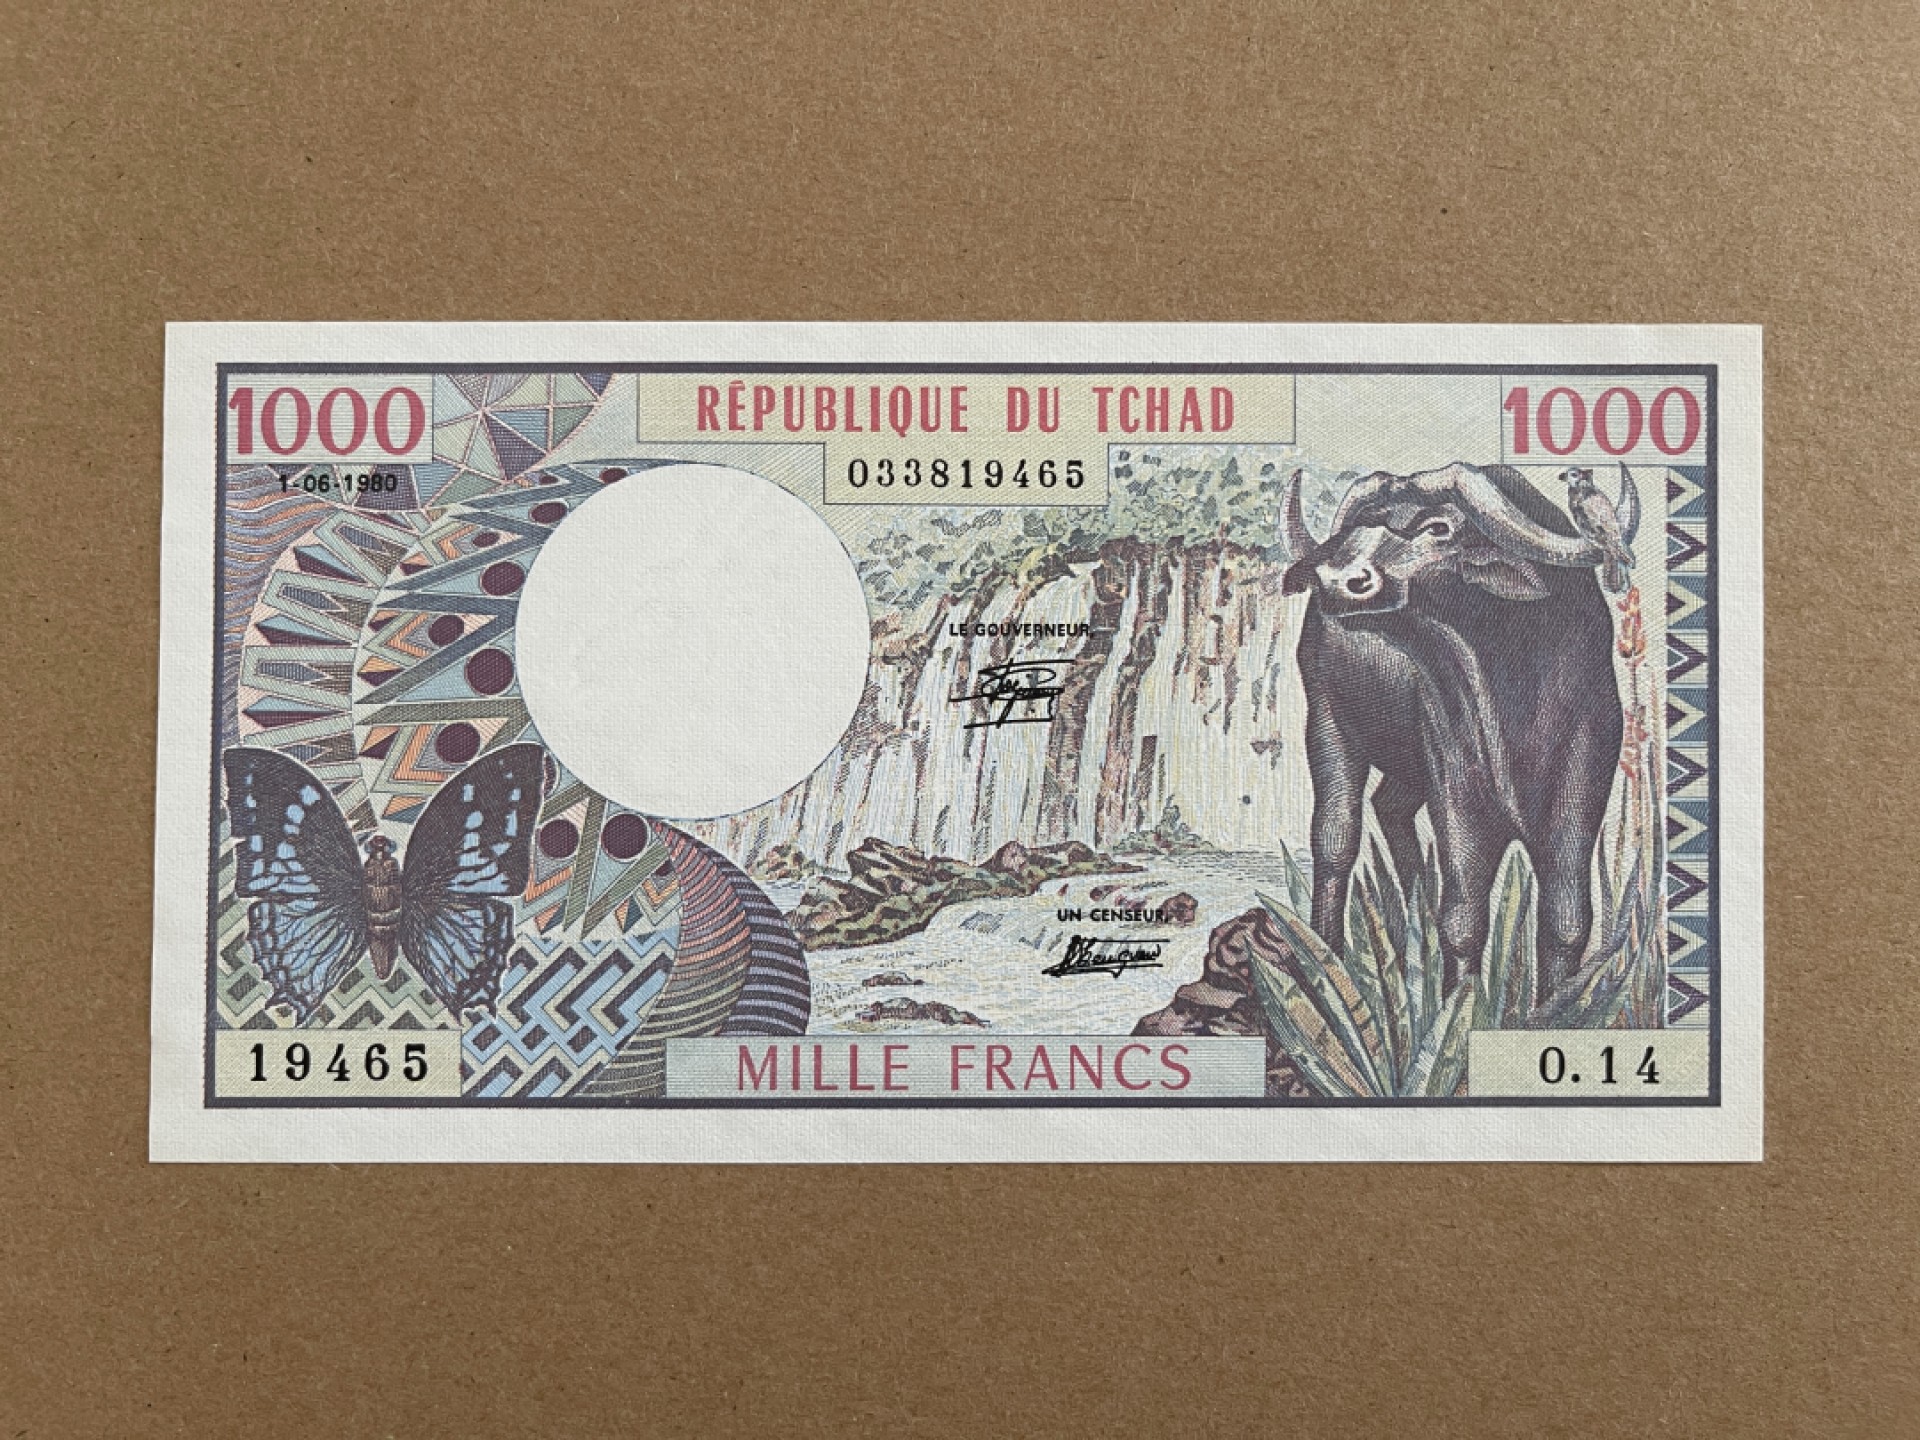 1000
RÉPUBLIQUE DU TCHAD
1000
1-06-1980
033819465
LE GOUVERNEUR,
UN CENSEUR,
19465
MILLE FRANCS
O.14